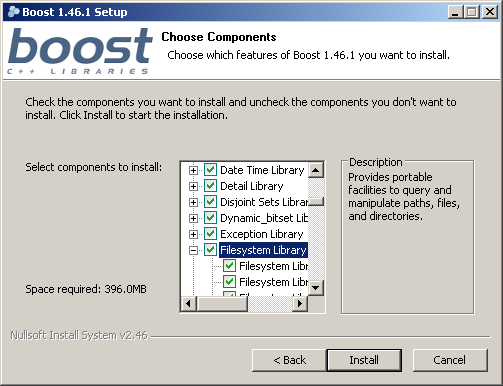 Boost 1.46.1 Setup
boost
C++ LIBRARIES
Choose Components
Choose which features of Boost 1.46.1 you want to install.
Check the components you want to install and uncheck the components you don't want to
install. Click Install to start the installation.
Select components to install:
Date Time Library
Detail Library
Disjoint Sets Librar
Dynamic_bitset Lib
Exception Library
Filesystem Library
Filesystem Libr
Filesystem Libr
Description
Provides portable
facilities to query and
manipulate paths, files,
and directories.
Space required: 396.0MB
Nullsoft Install System v2.46
< Back
Install
Cancel